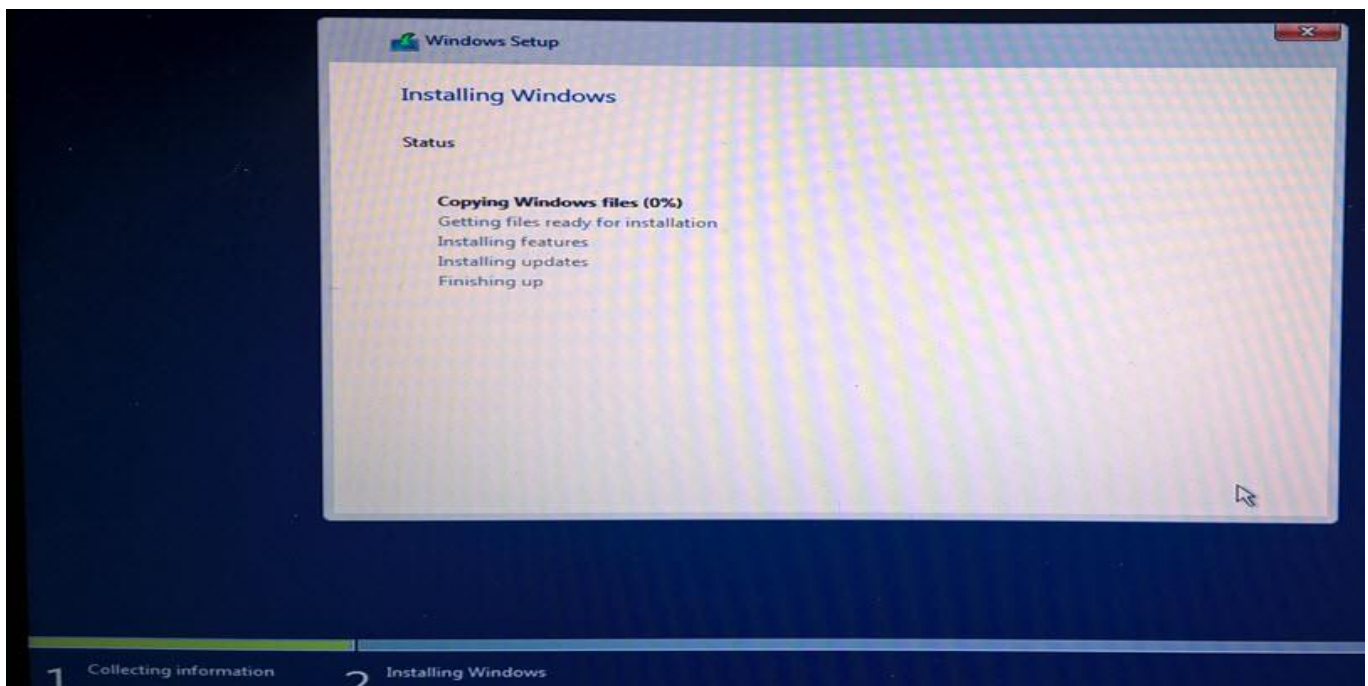 Windows Setup
Installing Windows
Status
Copying Windows files (0%)
Getting files ready for installation
Installing features
Installing updates
Finishing up
1 Collecting information
2 Installing Windows